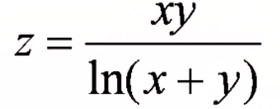 z = xy / ln(x + y)